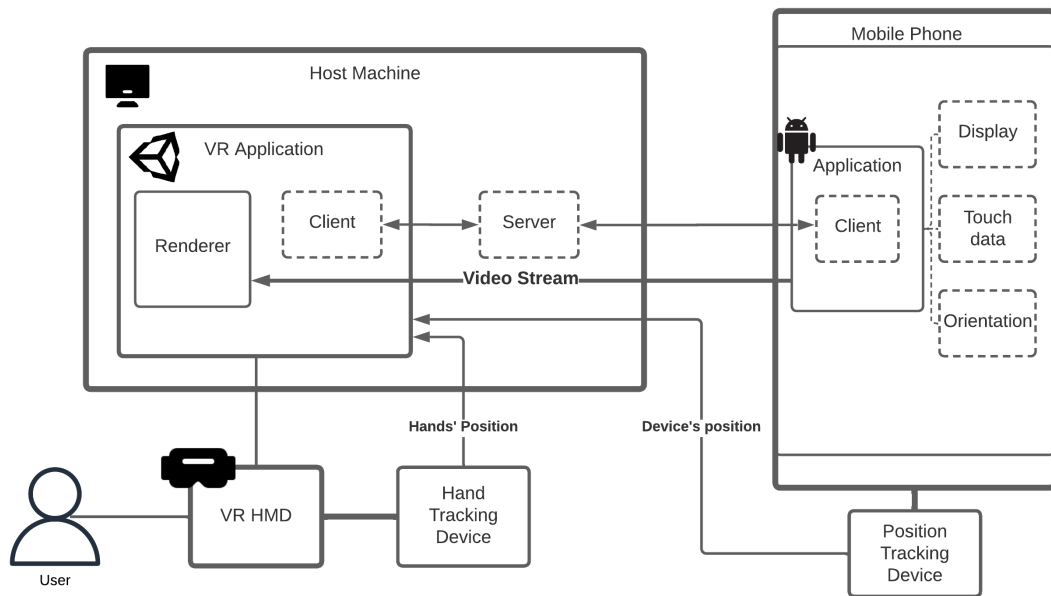 Mobile Phone
Host Machine
VR Application
Renderer
Client
Server
Application
Client
Display
Touch
data
Orientation
Video Stream
Hands' Position
Device's position
User
VR HMD
Hand
Tracking
Device
Position
Tracking
Device